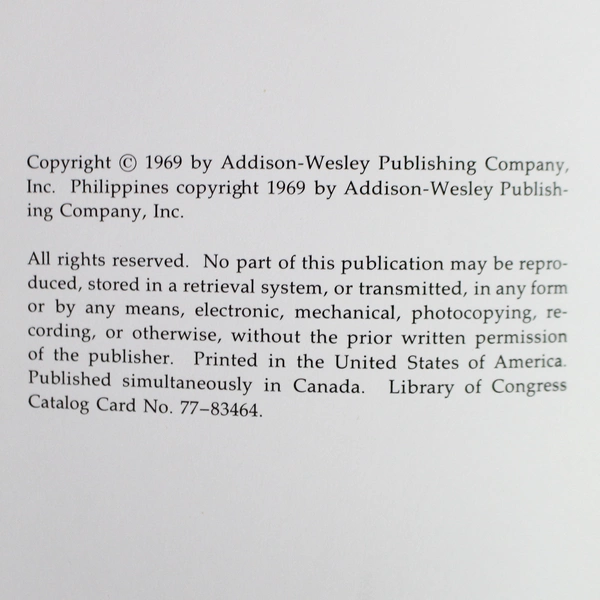 Copyright © 1969 by Addison-Wesley Publishing Company,
Inc. Philippines copyright 1969 by Addison-Wesley Publish-
ing Company, Inc.
All rights reserved. No part of this publication may be repro-
duced, stored in a retrieval system, or transmitted, in any form
or by any means, electronic, mechanical, photocopying, re-
cording, or otherwise, without the prior written permission
of the publisher. Printed in the United States of America.
Published simultaneously in Canada. Library of Congress
Catalog Card No. 77–83464.